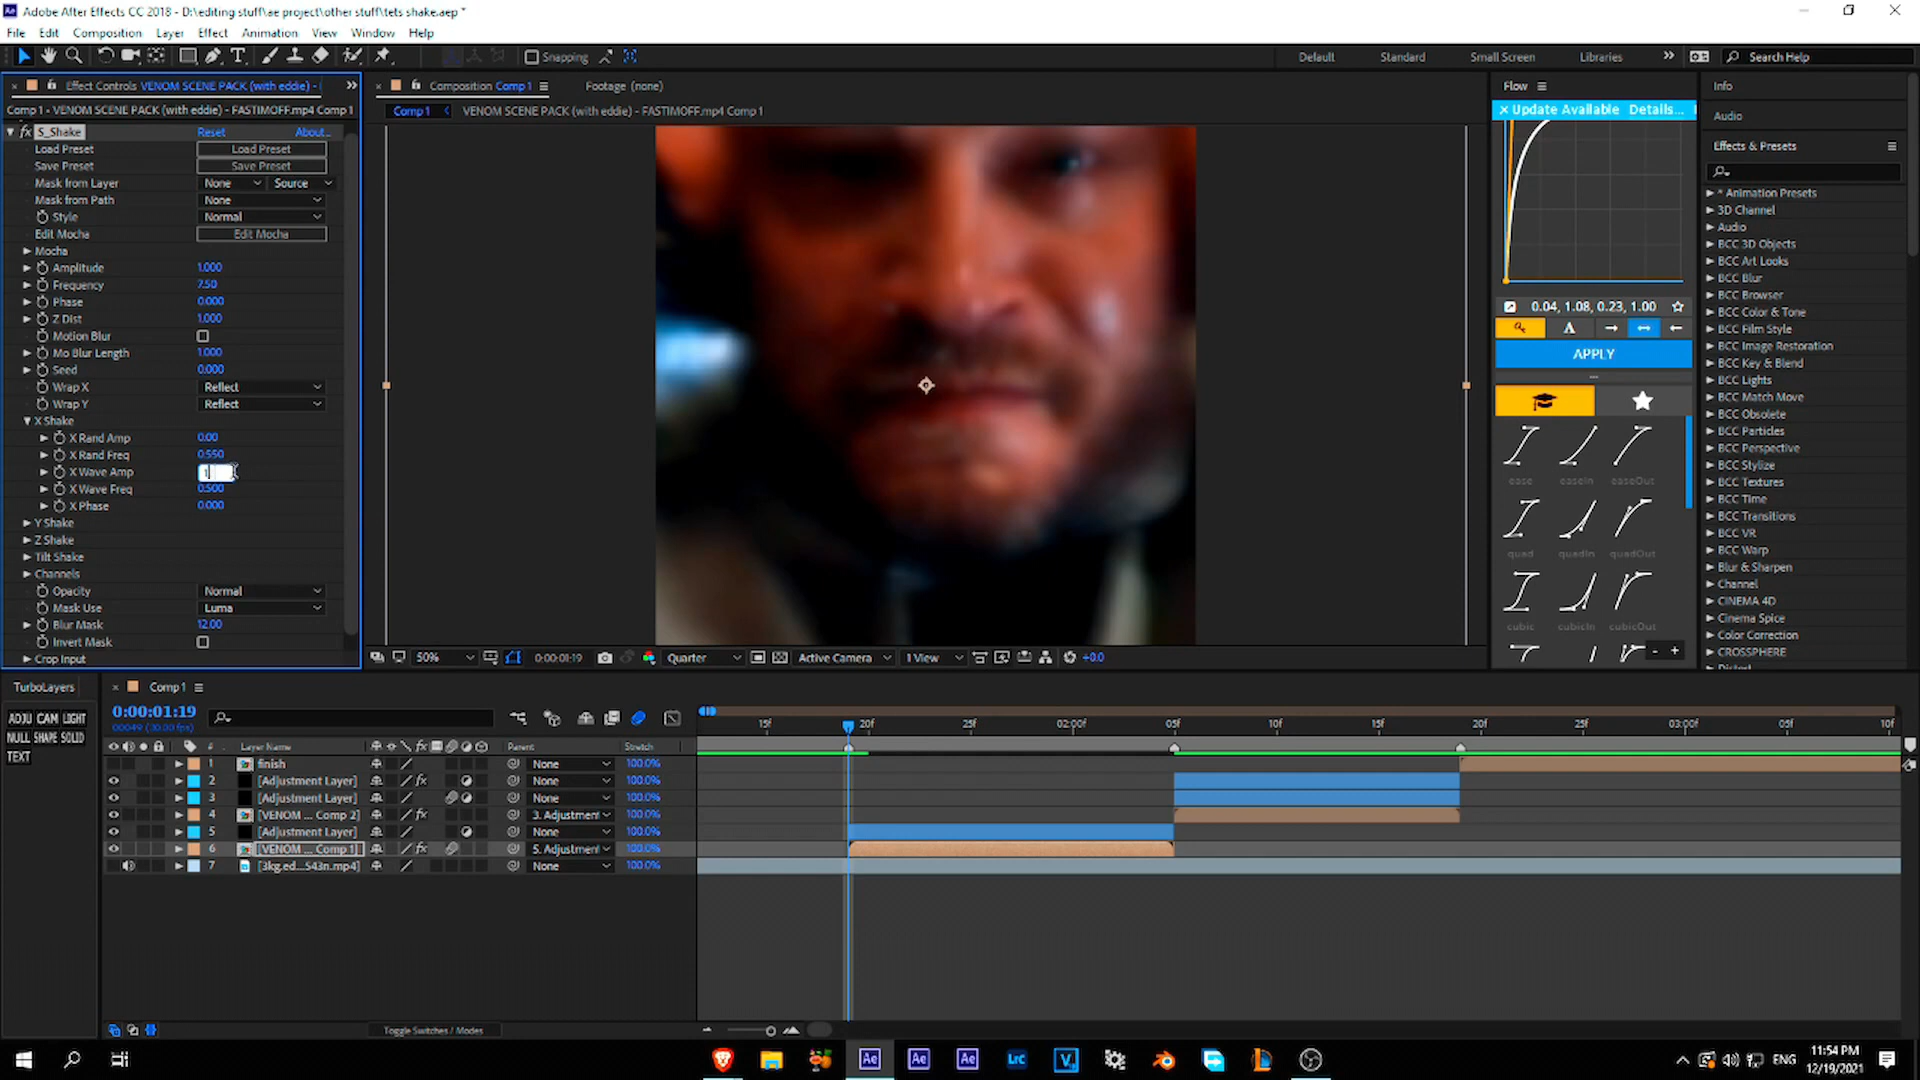 Adobe After Effects CC 2018 - D:\editing stuff\ae project\other stuff\tets shake.aep *
File Edit Composition Layer Effect Animation View Window Help
Snapping Default Standard Small Screen Libraries Search Help
Effect Controls VENOM SCENE PACK (with eddie) -
Comp 1 • VENOM SCENE PACK (with eddie) - FASTIMOFF.mp4 Comp 1
S_Shake Reset About...
Load Preset Load Preset
Save Preset Save Preset
Mask from Layer None Source
Mask from Path None
Style Normal
Edit Mocha Edit Mocha
Mocha
Amplitude 1.000
Frequency 7.50
Phase 0.000
Z Dist 1.000
Motion Blur
Mo Blur Length 1.000
Seed 0.000
Wrap X Reflect
Wrap Y Reflect
X Shake
X Rand Amp 0.00
X Rand Freq 0.550
X Wave Amp
X Wave Freq 0.500
X Phase 0.000
Y Shake
Z Shake
Tilt Shake
Channels
Opacity Normal
Mask Use Luma
Blur Mask 12.00
Invert Mask
Crop Input
Composition Comp 1 Footage (none)
Comp 1 VENOM SCENE PACK (with eddie) - FASTIMOFF.mp4 Comp 1
50% 0:00:01:19 Quarter Active Camera 1 View +0.0
Flow
Update Available Details...
0.04, 1.08, 0.23, 1.00
A
APPLY
ease easeIn easeOut
quad quadIn quadOut
cubic cubicIn cubicOut
Info
Audio
Effects & Presets
* Animation Presets
3D Channel
Audio
BCC 3D Objects
BCC Art Looks
BCC Blur
BCC Browser
BCC Color & Tone
BCC Film Style
BCC Image Restoration
BCC Key & Blend
BCC Lights
BCC Match Move
BCC Obsolete
BCC Particles
BCC Perspective
BCC Stylize
BCC Textures
BCC Time
BCC Transitions
BCC VR
BCC Warp
Blur & Sharpen
Channel
CINEMA 4D
Cinema Spice
Color Correction
CROSSPHERE
Distort
TurboLayers
ADJU CAM LIGHT
NULL SHAPE SOLID
TEXT
Comp 1
0:00:01:19
00049 (30.00 fps)
15f 20f 25f 02:00f 05f 10f 15f 20f 25f 03:00f 05f 10f
# Layer Name Parent Stretch
1 finish None 100.0%
2 [Adjustment Layer] None 100.0%
3 [Adjustment Layer] None 100.0%
4 [VENOM ... Comp 2] 3. Adjustment 100.0%
5 [Adjustment Layer] None 100.0%
6 [VENOM ... Comp 1] 5. Adjustment 100.0%
7 [3kg.ed...543n.mp4] None 100.0%
Toggle Switches / Modes
Ae Ae Ae Lrc V
ENG 11:54 PM
12/19/2021